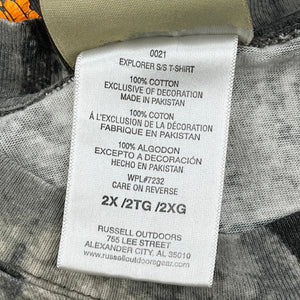 0021
EXPLORER S/S T-SHIRT
100% COTTON
EXCLUSIVE OF DECORATION
MADE IN PAKISTAN
100% COTON
À L'EXCLUSION DE LA DÉCORATION
FABRIQUE EN PAKISTAN
100% ALGODON
EXCEPTO A DECORACIÓN
HECHO EN PAKISTAN
WPL#7232
CARE ON REVERSE
2X /2TG /2XG
RUSSELL OUTDOORS
755 LEE STREET
ALEXANDER CITY, AL 35010
www.russelloutdoorsgear.com